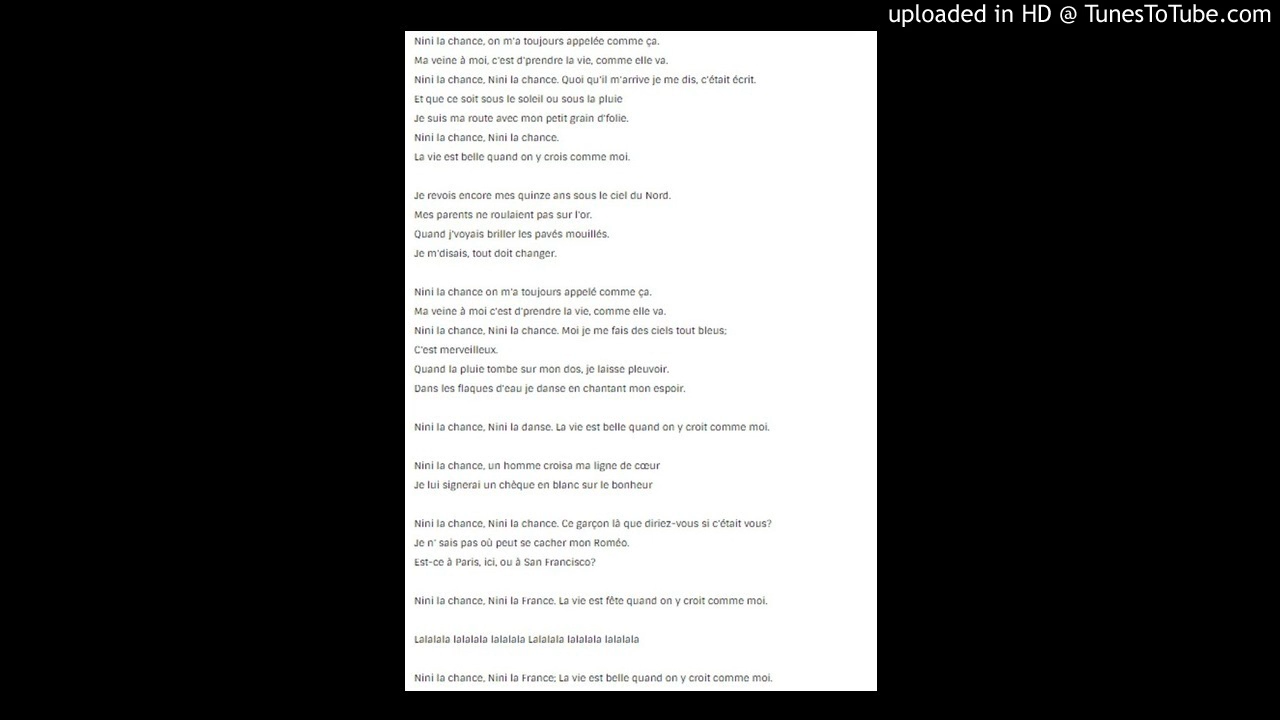 uploaded in HD @ TunesToTube.com
Nini la chance, on m'a toujours appelée comme ça.
Ma veine à moi, c'est d'prendre la vie, comme elle va.
Nini la chance, Nini la chance. Quoi qu'il m'arrive je me dis, c'était écrit.
Et que ce soit sous le soleil ou sous la pluie
Je suis ma route avec mon petit grain d'folie.
Nini la chance, Nini la chance.
La vie est belle quand on y crois comme moi.
Je revois encore mes quinze ans sous le ciel du Nord.
Mes parents ne roulaient pas sur l'or.
Quand j'voyais briller les pavés mouillés.
Je m'disais, tout doit changer.
Nini la chance on m'a toujours appelé comme ça.
Ma veine à moi c'est d'prendre la vie, comme elle va.
Nini la chance, Nini la chance. Moi je me fais des ciels tout bleus;
C'est merveilleux.
Quand la pluie tombe sur mon dos, je laisse pleuvoir.
Dans les flaques d'eau je danse en chantant mon espoir.
Nini la chance, Nini la danse. La vie est belle quand on y croit comme moi.
Nini la chance, un homme croisa ma ligne de cœur
Je lui signerai un chèque en blanc sur le bonheur
Nini la chance, Nini la chance. Ce garçon là que diriez-vous si c'était vous?
Je n' sais pas où peut se cacher mon Roméo.
Est-ce à Paris, ici, ou à San Francisco?
Nini la chance, Nini la France. La vie est fête quand on y croit comme moi.
Lalalala lalalala lalalala Lalalala lalalala lalalala
Nini la chance, Nini la France; La vie est belle quand on y croit comme moi.